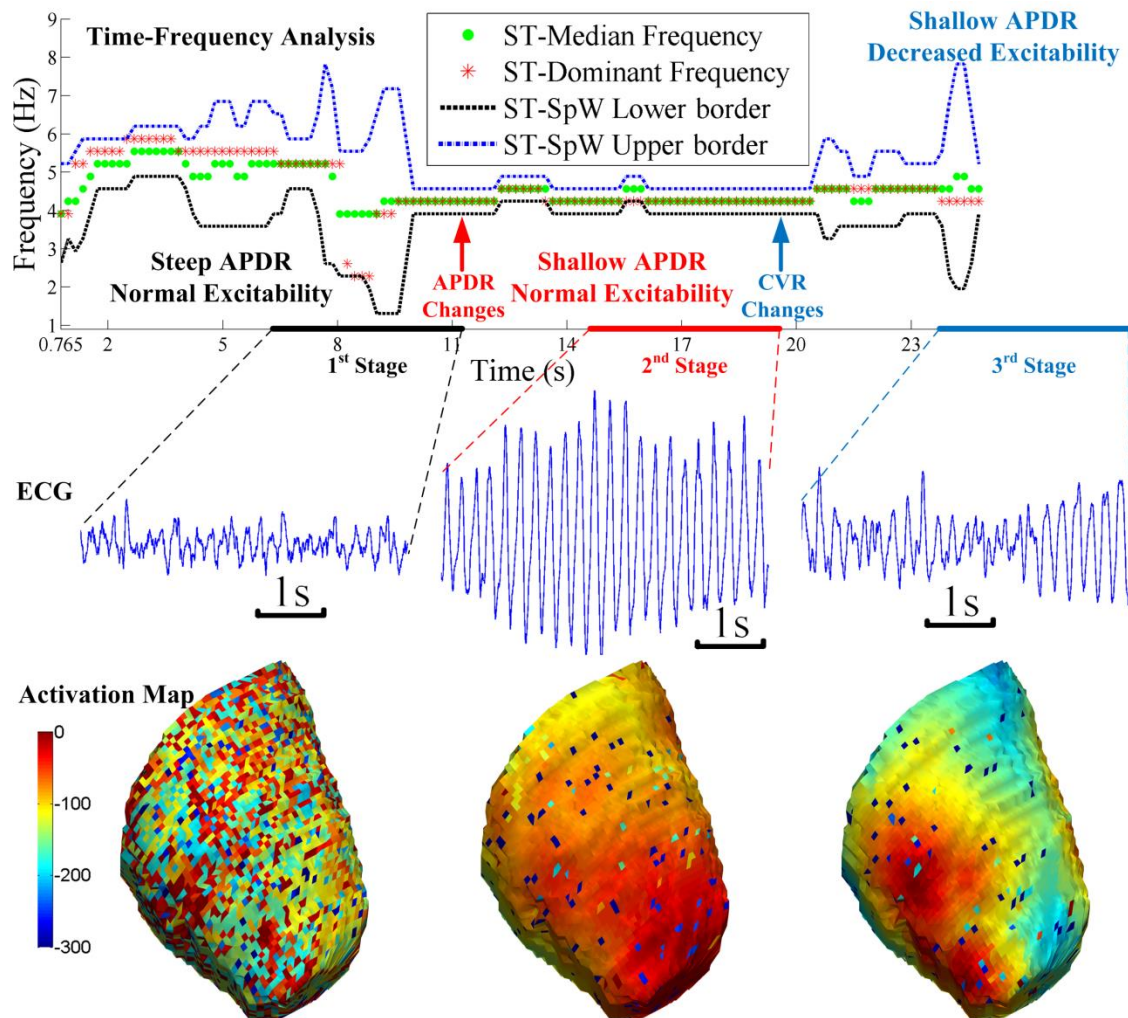 9
8
7
6
5
4
3
2
1
Frequency (Hz)
Time-Frequency Analysis
ST-Median Frequency
ST-Dominant Frequency
ST-SpW Lower border
ST-SpW Upper border
Shallow APDR
Decreased Excitability
Steep APDR
Normal Excitability
APDR
Changes
Shallow APDR
Normal Excitability
CVR
Changes
0.765 2 5 8 11 14 17 20 23
1st Stage
Time (s)
2nd Stage
3rd Stage
ECG
1 s
1 s
1 s
Activation Map
0
-100
-200
-300